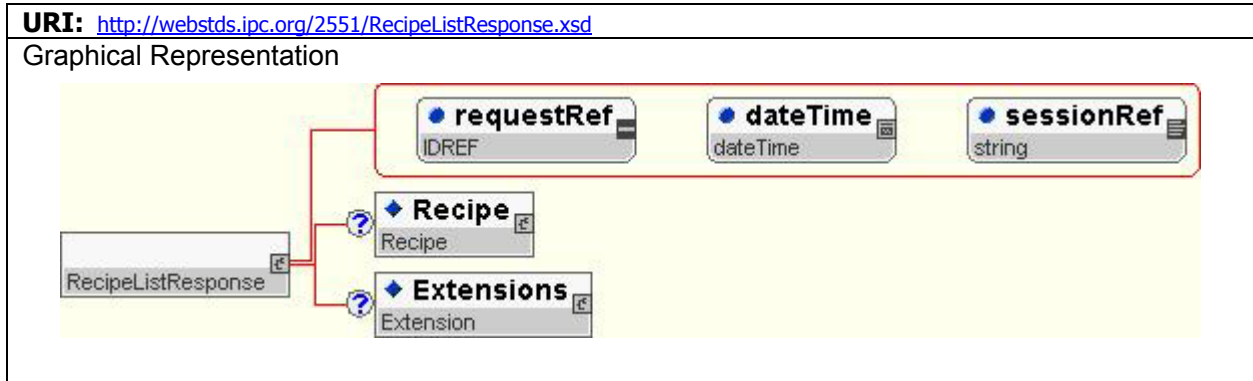 URI: http://webstds.ipc.org/2551/RecipeListResponse.xsd
Graphical Representation
requestRef
IDREF
dateTime
dateTime
sessionRef
string
? Recipe
Recipe
RecipeListResponse
? Extensions
Extension